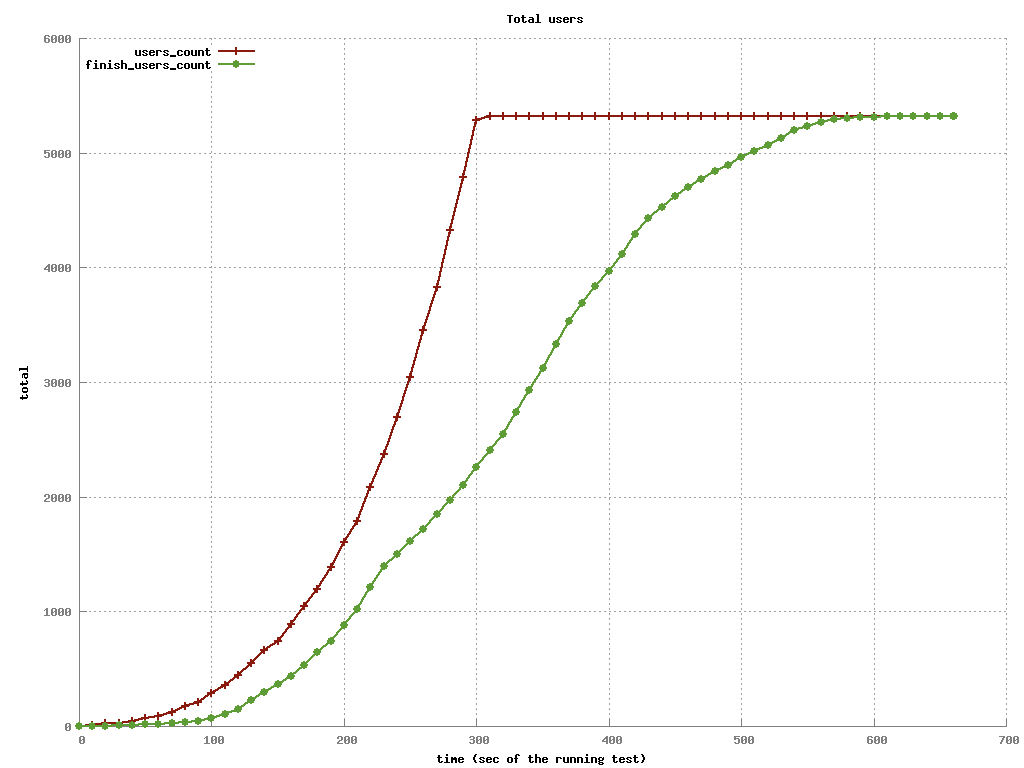 Total users
6000
users_count
finish_users_count
5000
4000
3000
total
2000
1000
0
0 100 200 300 400 500 600 700
time (sec of the running test)